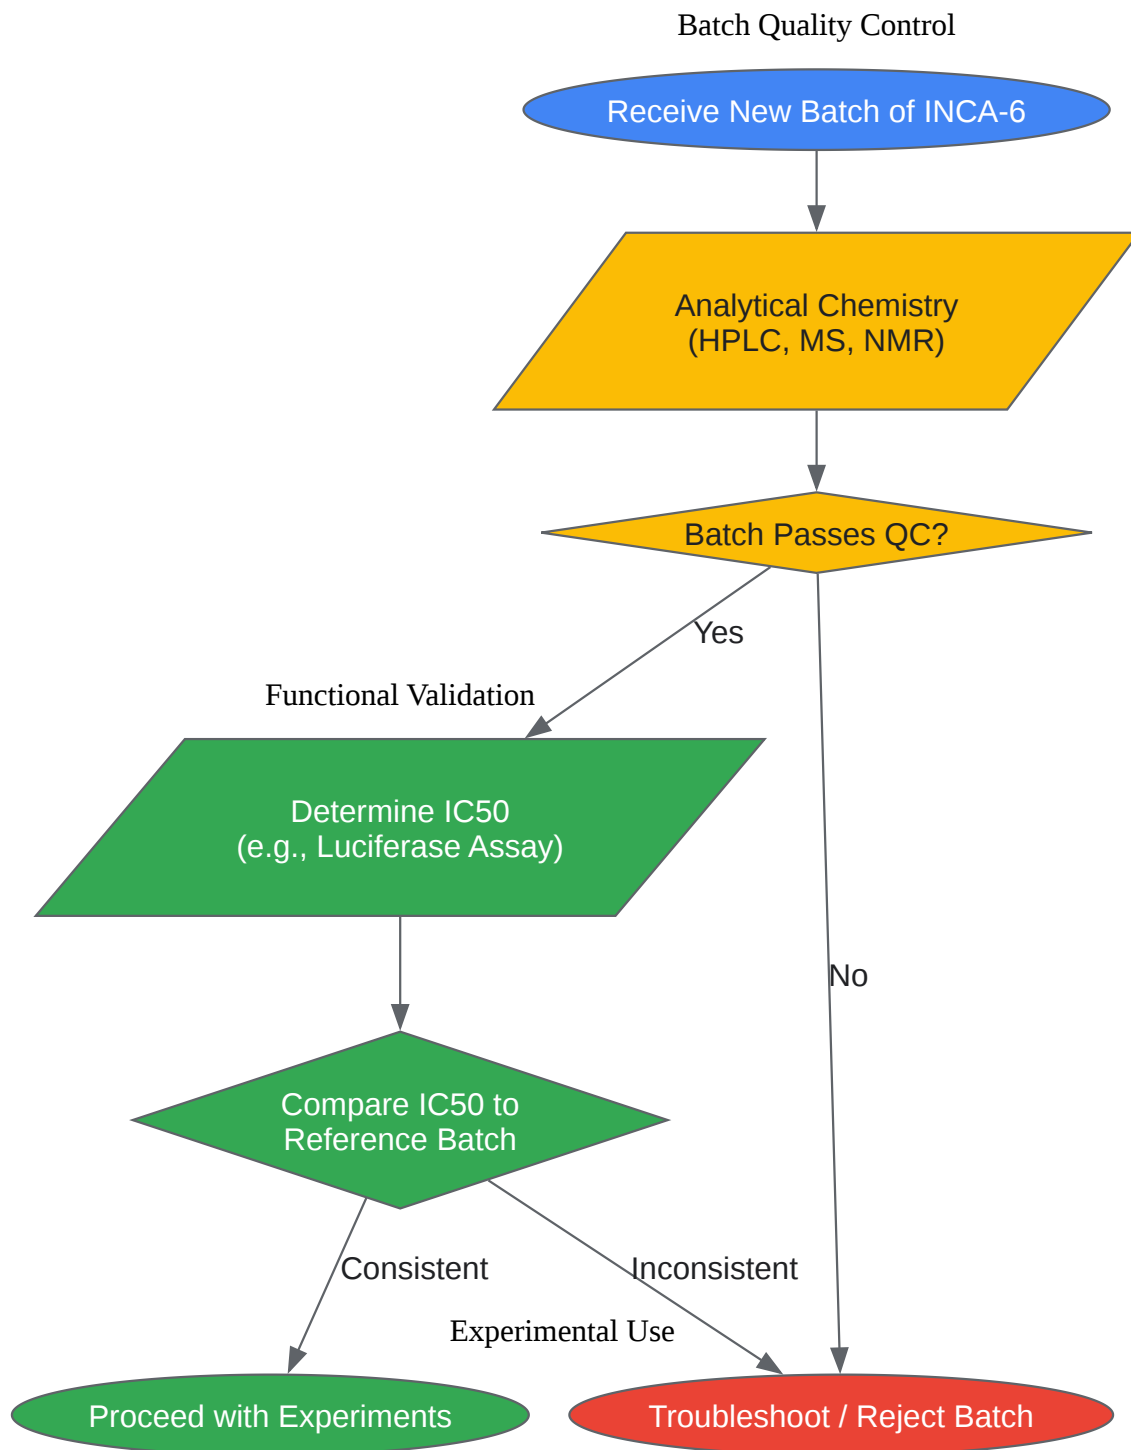 Batch Quality Control
Receive New Batch of INCA-6
Analytical Chemistry
(HPLC, MS, NMR)
Batch Passes QC?
Yes
Functional Validation
Determine IC50
(e.g., Luciferase Assay)
No
Compare IC50 to
Reference Batch
Consistent
Inconsistent
Experimental Use
Proceed with Experiments
Troubleshoot / Reject Batch